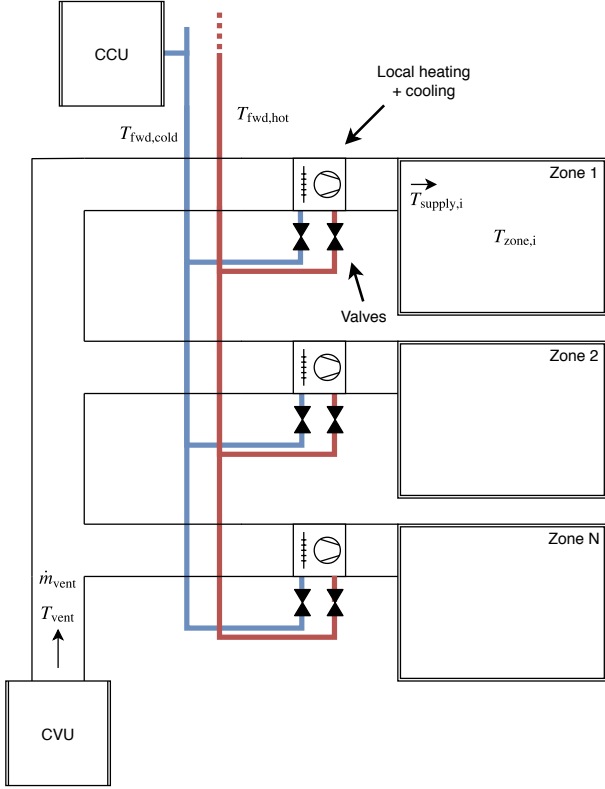 CCU
Local heating
+ cooling
T_fwd,hot
T_fwd,cold
Zone 1
T_supply,i
T_zone,i
Valves
Zone 2
Zone N
ṁ_vent
T_vent
CVU